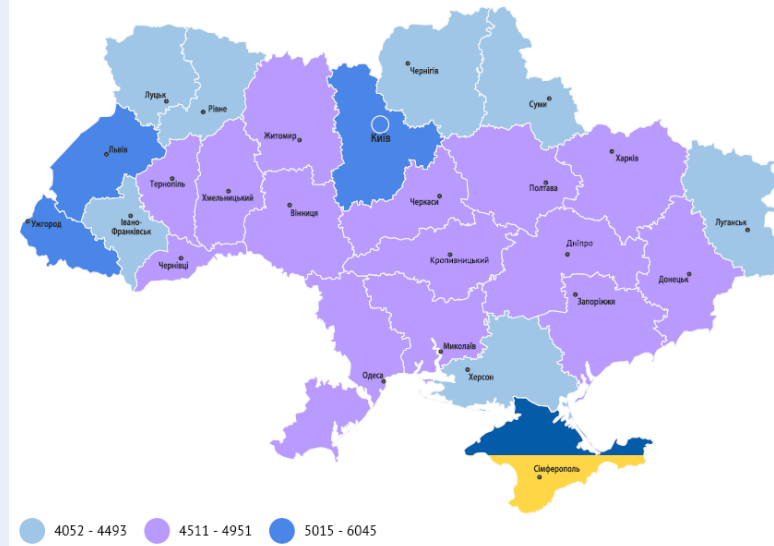 Чернігів
Луцьк
Рівне
Суми
Житомир
Київ
Львів
Харків
Тернопіль
Хмельницький
Полтава
Черкаси
Вінниця
Ужгород
Івано-
Франківськ
Луганськ
Дніпро
Кропивницький
Чернівці
Донецьк
Запоріжжя
Миколаїв
Одеса
Херсон
Сімферополь
4052 - 4493
4511 - 4951
5015 - 6045